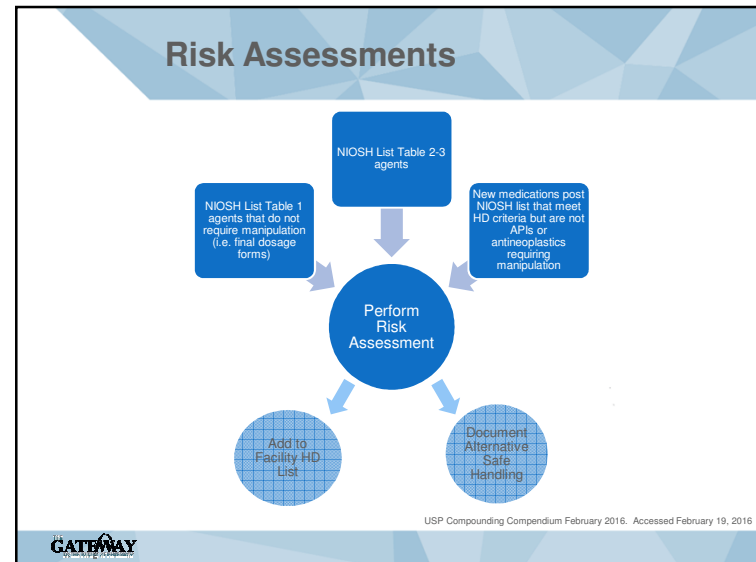 Risk Assessments
NIOSH List Table 2-3
agents
NIOSH List Table 1
agents that do not
require manipulation
(i.e. final dosage
forms)
New medications post
NIOSH list that meet
HD criteria but are not
APIs or
antineoplastics
requiring
manipulation
Perform
Risk
Assessment
Add to
Facility HD
List
Document
Alternative
Safe
Handling
USP Compounding Compendium February 2016. Accessed February 19, 2016
THE
GATEWAY